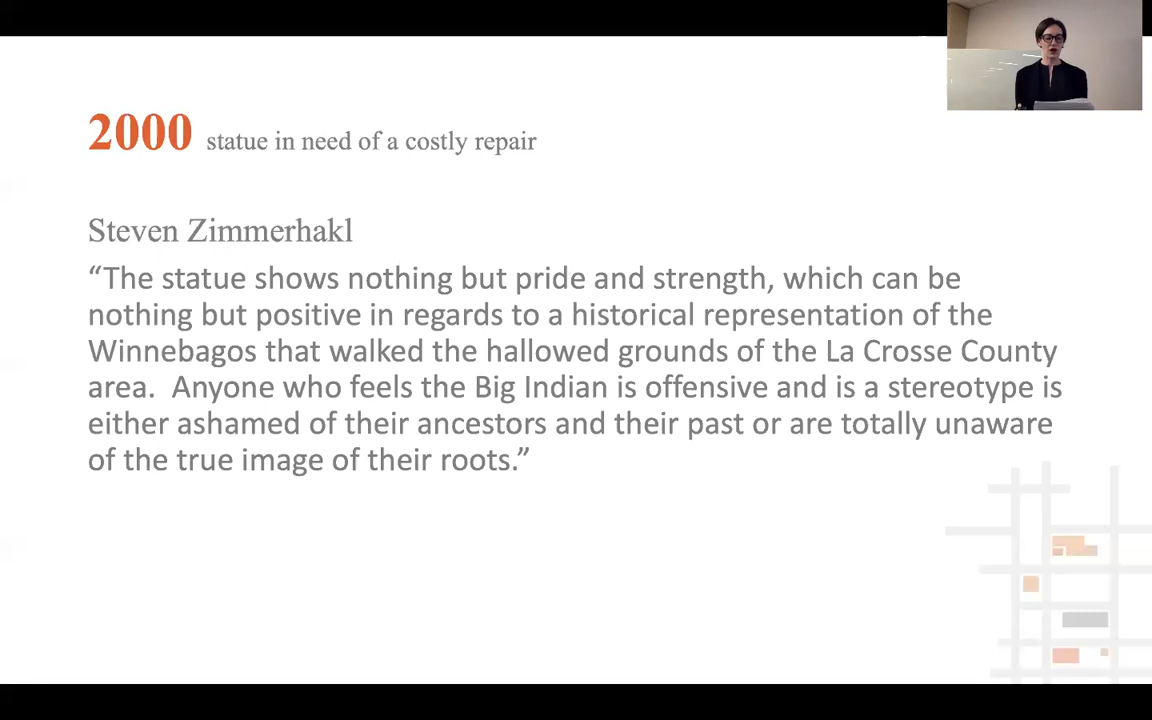 2000 statue in need of a costly repair
Steven Zimmerhakl
“The statue shows nothing but pride and strength, which can be
nothing but positive in regards to a historical representation of the
Winnebagos that walked the hallowed grounds of the La Crosse County
area.  Anyone who feels the Big Indian is offensive and is a stereotype is
either ashamed of their ancestors and their past or are totally unaware
of the true image of their roots.”